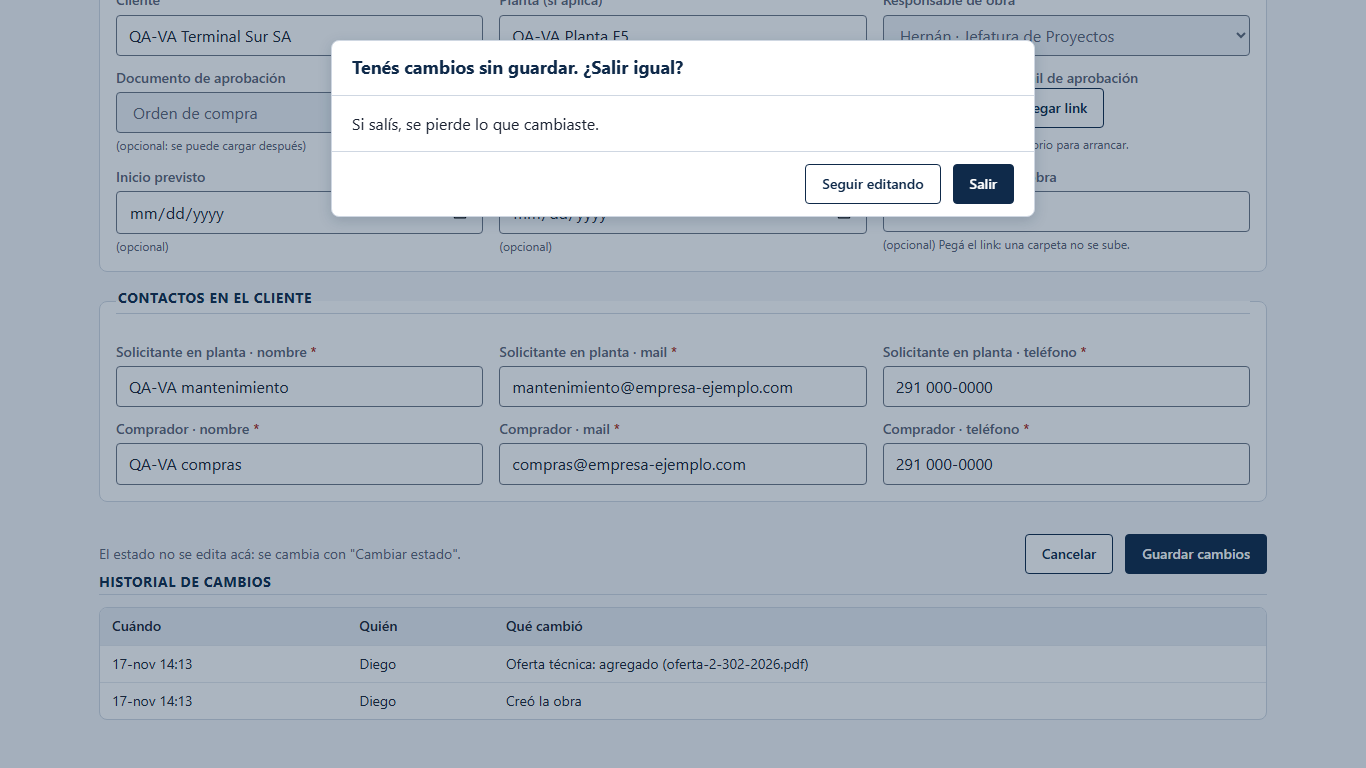 Cliente
Planta (si aplica)
Responsable de obra
QA-VA Terminal Sur SA
QA-VA Planta E5
Hernán · Jefatura de Proyectos
Tenés cambios sin guardar. ¿Salir igual?
Si salís, se pierde lo que cambiaste.
Seguir editando
Salir
Documento de aprobación
il de aprobación
Orden de compra
egar link
(opcional: se puede cargar después)
orio para arrancar.
Inicio previsto
bra
mm/dd/yyyy
mm/dd/yyyy
(opcional)
(opcional)
(opcional) Pegá el link: una carpeta no se sube.
CONTACTOS EN EL CLIENTE
Solicitante en planta · nombre *
Solicitante en planta · mail *
Solicitante en planta · teléfono *
QA-VA mantenimiento
mantenimiento@empresa-ejemplo.com
291 000-0000
Comprador · nombre *
Comprador · mail *
Comprador · teléfono *
QA-VA compras
compras@empresa-ejemplo.com
291 000-0000
El estado no se edita acá: se cambia con "Cambiar estado".
Cancelar
Guardar cambios
HISTORIAL DE CAMBIOS
Cuándo Quién Qué cambió
17-nov 14:13 Diego Oferta técnica: agregado (oferta-2-302-2026.pdf)
17-nov 14:13 Diego Creó la obra